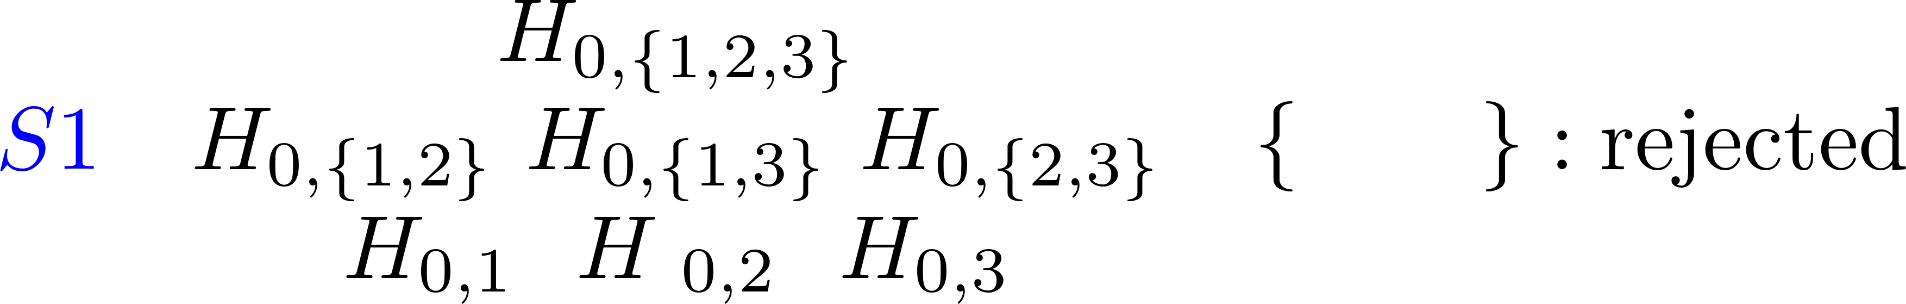 H_{0,{1,2,3}}
S1 H_{0,{1,2}} H_{0,{1,3}} H_{0,{2,3}} { } : rejected
H_{0,1} H_{0,2} H_{0,3}